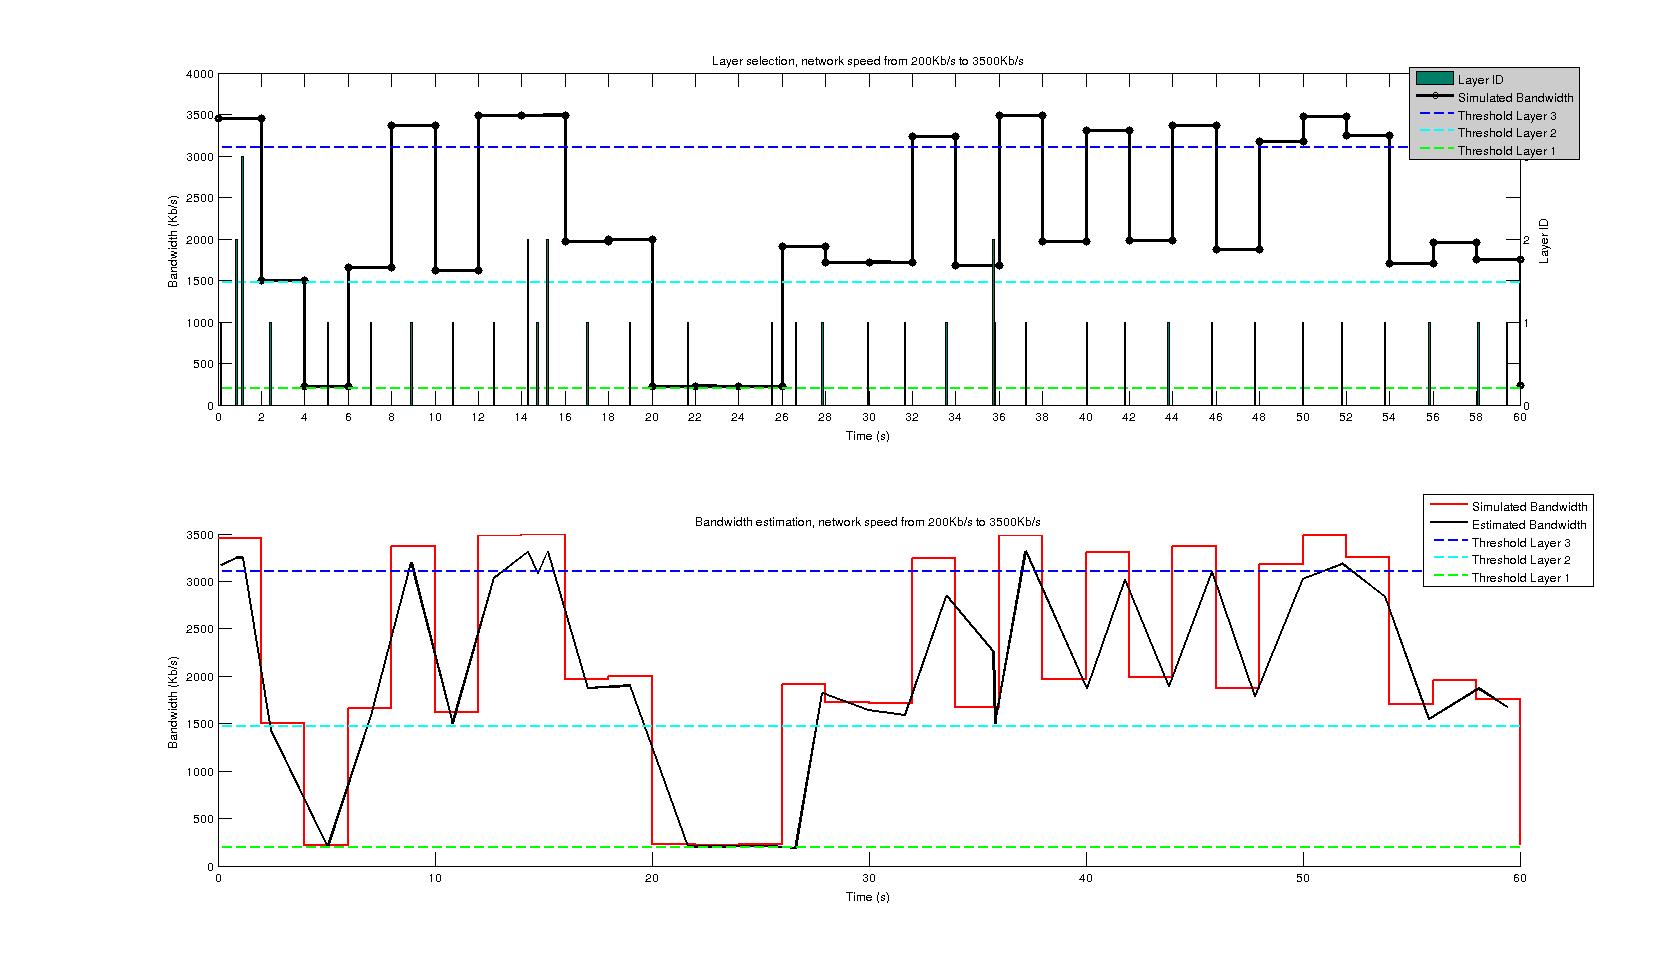 Layer selection, network speed from 200Kb/s to 3500Kb/s
Layer ID
Simulated Bandwidth
Threshold Layer 3
Threshold Layer 2
Threshold Layer 1
4000
3500
3000
2500
2000
1500
1000
500
0
Bandwidth (Kb/s)
2
1
0
Layer ID
0 2 4 6 8 10 12 14 16 18 20 22 24 26 28 30 32 34 36 38 40 42 44 46 48 50 52 54 56 58 60
Time (s)
Bandwidth estimation, network speed from 200Kb/s to 3500Kb/s
Simulated Bandwidth
Estimated Bandwidth
Threshold Layer 3
Threshold Layer 2
Threshold Layer 1
3500
3000
2500
2000
1500
1000
500
0
Bandwidth (Kb/s)
0 10 20 30 40 50 60
Time (s)